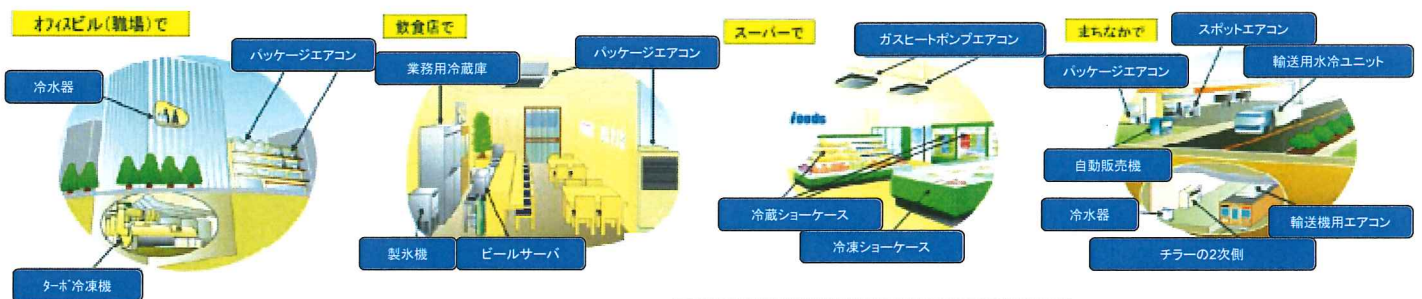 オフィスビル(職場)で
パッケージエアコン
冷水器
ターボ冷凍機
飲食店で
業務用冷蔵庫
パッケージエアコン
製氷機
ビールサーバ
スーパーで
ガスヒートポンプエアコン
foods
冷蔵ショーケース
冷凍ショーケース
まちなかで
スポットエアコン
パッケージエアコン
輸送用水冷ユニット
自動販売機
冷水器
輸送機用エアコン
チラーの2次側